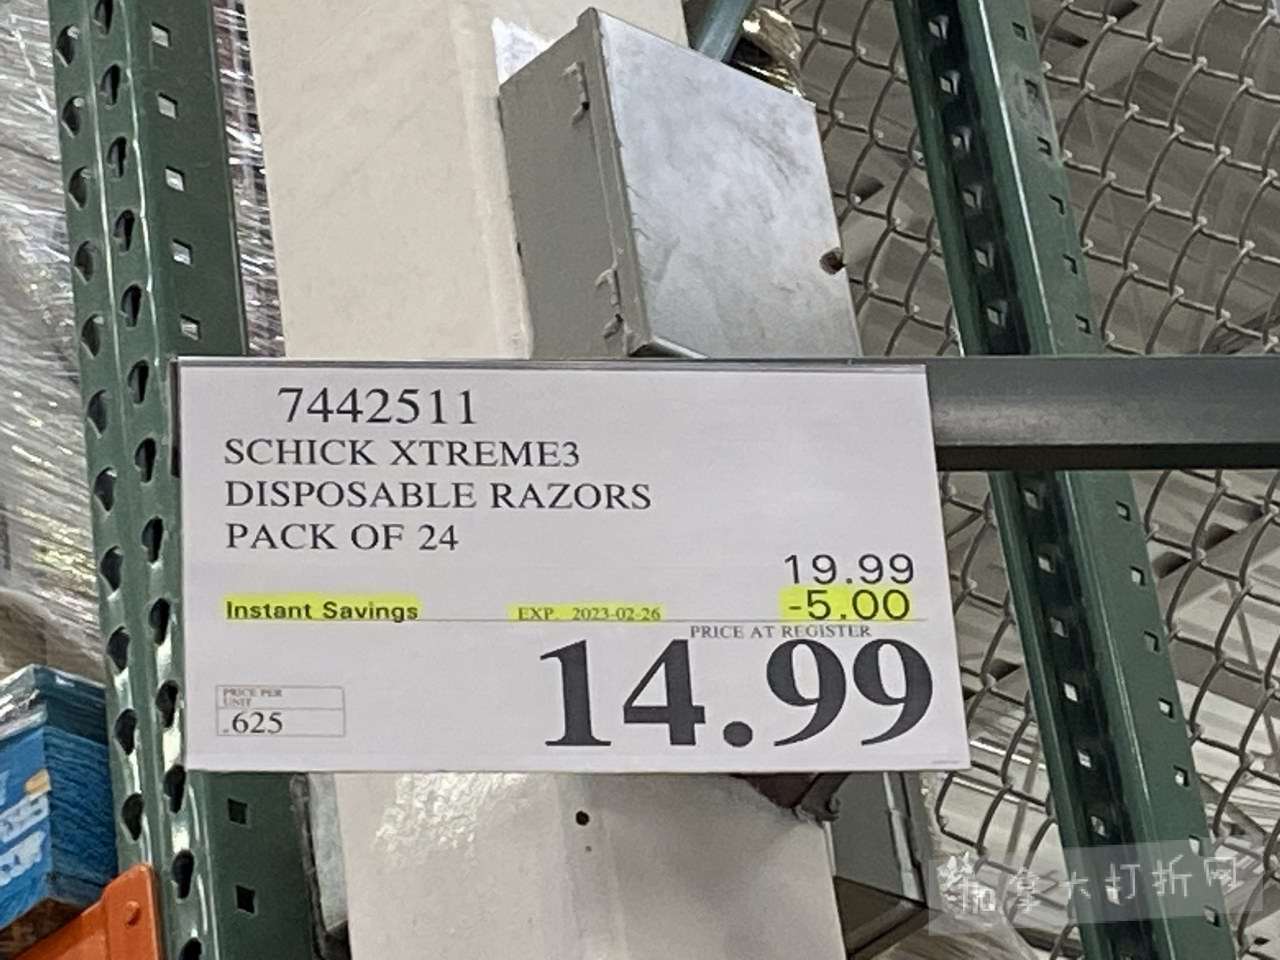 7442511
SCHICK XTREME3
DISPOSABLE RAZORS
PACK OF 24
19.99
Instant Savings EXP. 2023-02-26 -5.00
PRICE AT REGISTER
14.99
PRICE PER
UNIT
.625
加拿大打折网